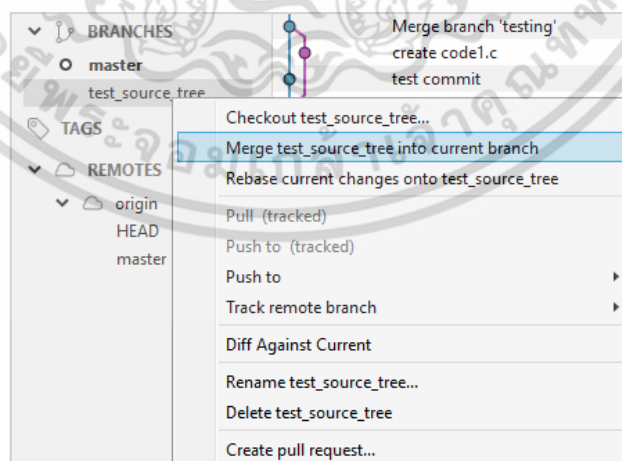 BRANCHES
master
test_source_tree
TAGS
REMOTES
origin
HEAD
master
Merge branch 'testing'
create code1.c
test commit
Checkout test_source_tree...
Merge test_source_tree into current branch
Rebase current changes onto test_source_tree
Pull (tracked)
Push to (tracked)
Push to
Track remote branch
Diff Against Current
Rename test_source_tree...
Delete test_source_tree
Create pull request...